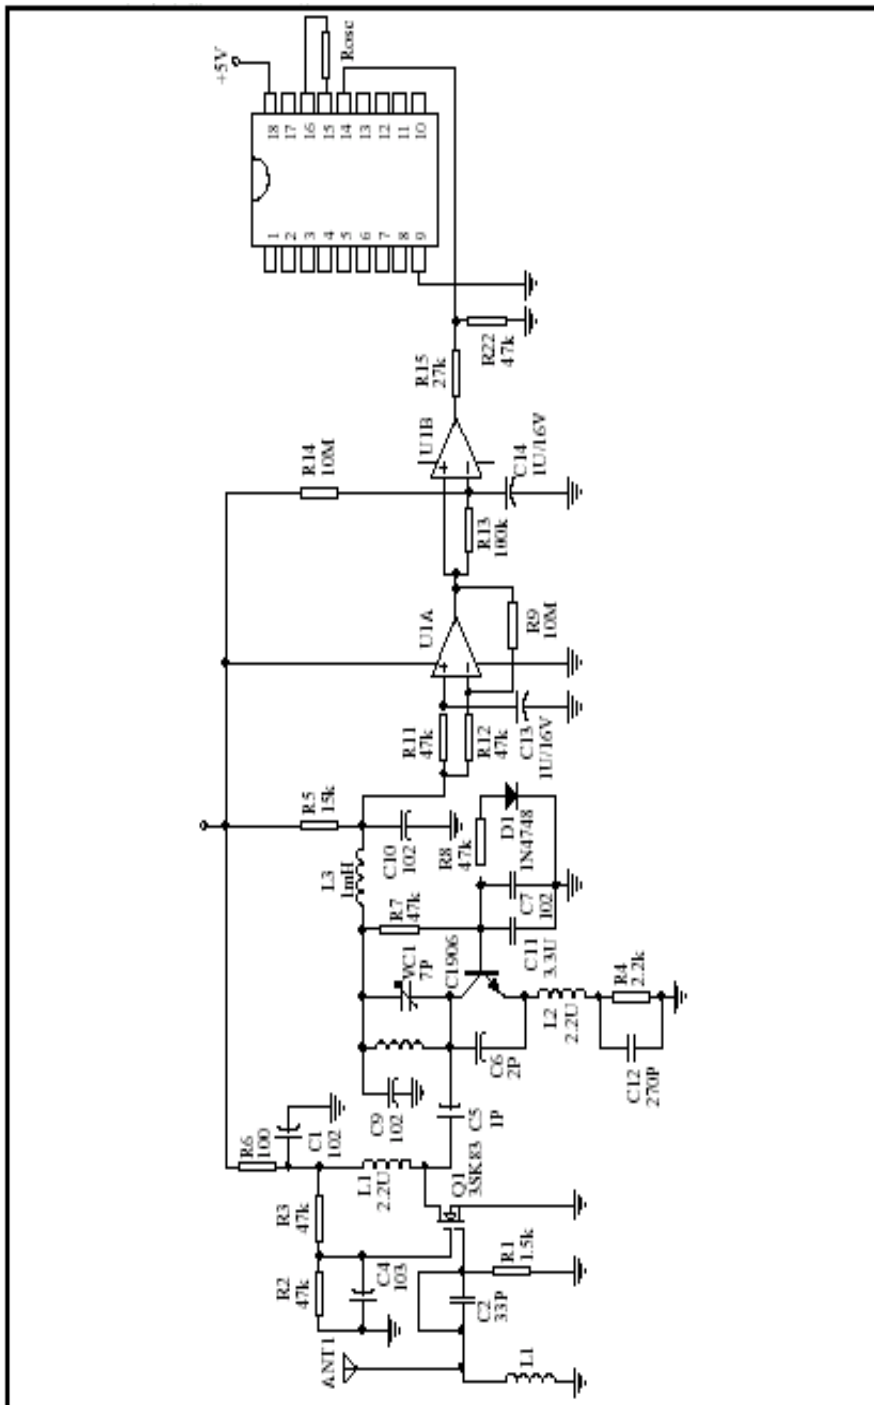 +5V
Rosc
18
17
16
15
14
13
12
11
10
1
2
3
4
5
6
7
8
9
R22
47k
R15
27k
R14
10M
U1B
C14
1U/16V
R13
100k
U1A
R9
10M
R11
47k
R12
47k
C13
1U/16V
R5
15k
C10
102
R8
47k
D1
1N4748
L3
1mH
R7
47k
C7
102
C11
3.3U
VC1
7P
C1906
L2
2.2U
R4
2.2k
C12
270P
C6
2P
C9
102
C5
1P
R6
100
C1
102
L1
2.2U
Q1
3SK83
R3
47k
R2
47k
C4
103
R1
1.5k
C2
33P
ANT1
L1